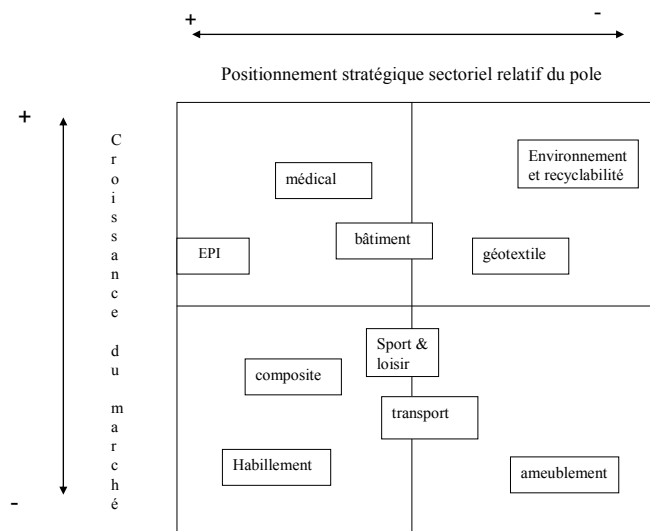 +
-
Positionnement stratégique sectoriel relatif du pole
+
Croissance du marché
-
Environnement
et recyclabilité
médical
bâtiment
EPI
géotextile
Sport &
loisir
composite
transport
Habillement
ameublement